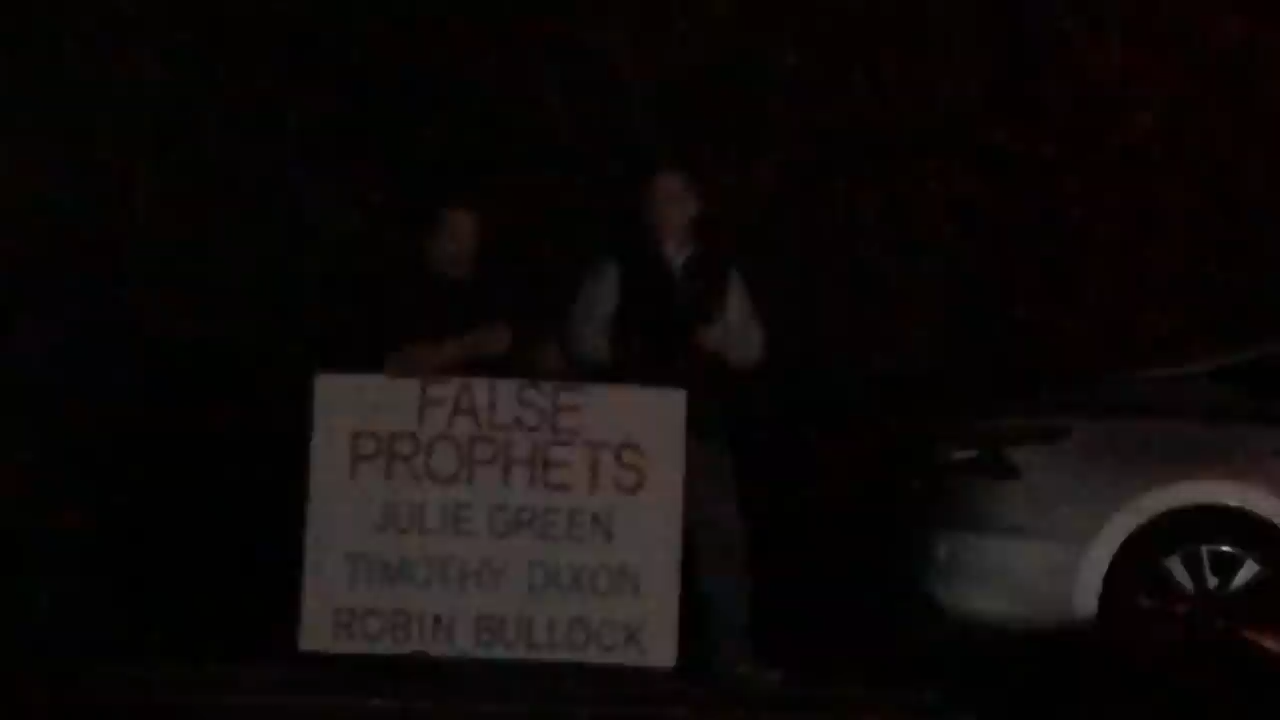 FALSE
PROPHETS
JULIE GREEN
TIMOTHY DIXON
ROBIN BULLOCK